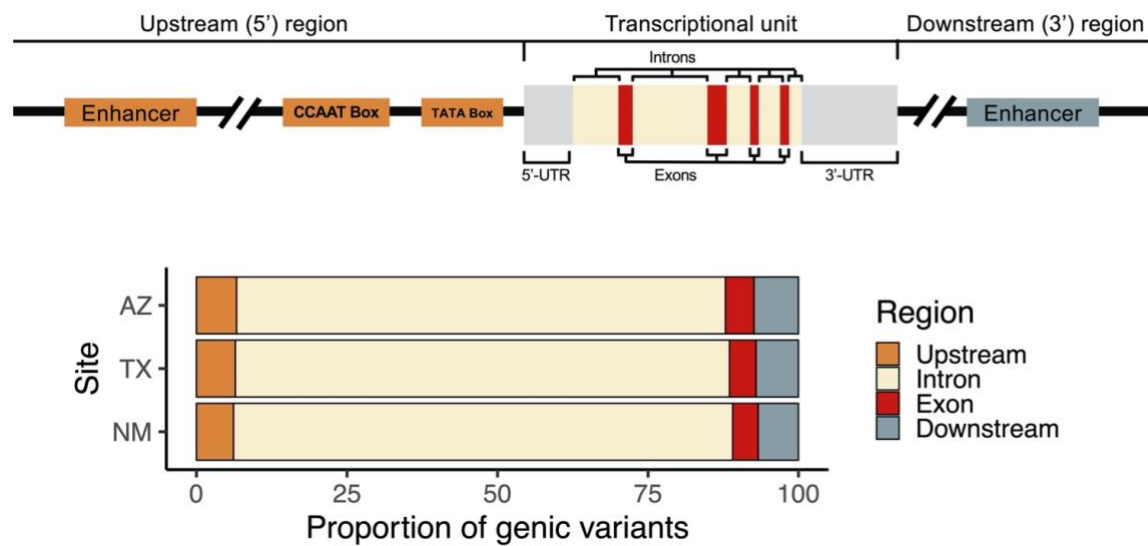 Upstream (5’) region
Transcriptional unit
Downstream (3’) region
Introns
Enhancer
CCAAT Box
TATA Box
Enhancer
5’-UTR
Exons
3’-UTR
Site
AZ
TX
NM
0 25 50 75 100
Proportion of genic variants
Region
Upstream
Intron
Exon
Downstream